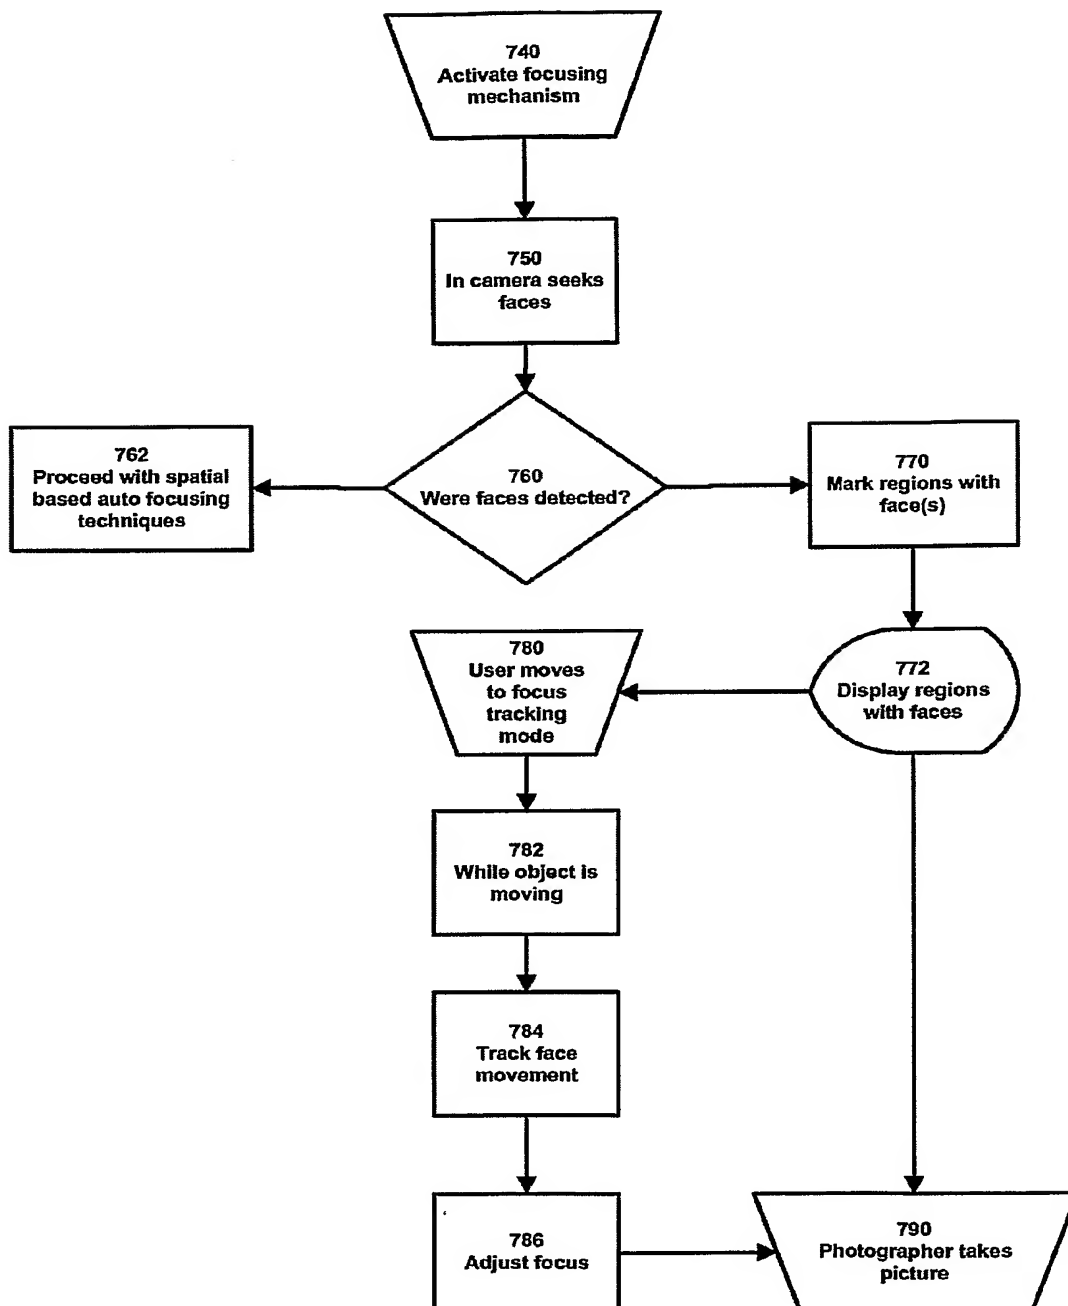 740
Activate focusing
mechanism
750
In camera seeks
faces
762
Proceed with spatial
based auto focusing
techniques
760
Were faces detected?
770
Mark regions with
face(s)
780
User moves
to focus
tracking
mode
772
Display regions
with faces
782
While object is
moving
784
Track face
movement
786
Adjust focus
790
Photographer takes
picture